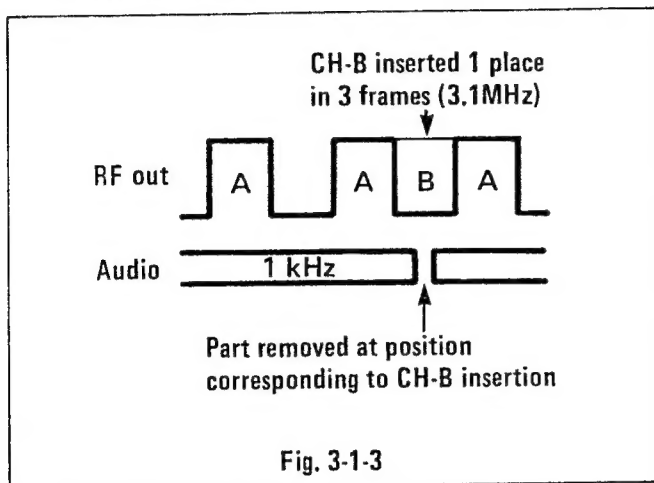 CH-B inserted 1 place
in 3 frames (3.1MHz)
RF out
A
A
B
A
Audio
1 kHz
Part removed at position
corresponding to CH-B insertion
Fig. 3-1-3